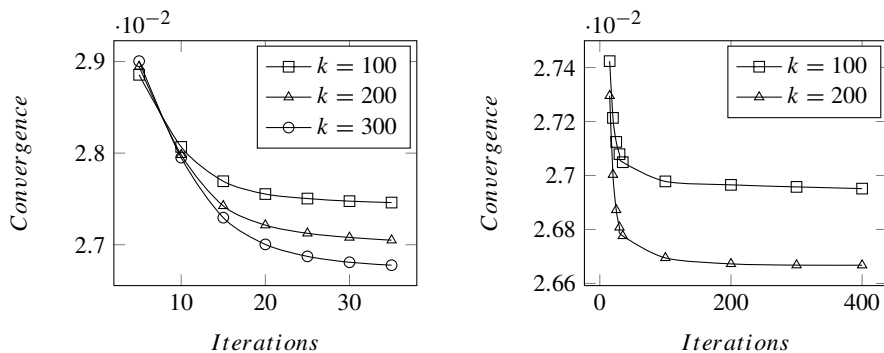 ·10⁻²
2.9
2.8
2.7
Convergence
10
20
30
Iterations
k = 100
k = 200
k = 300
·10⁻²
2.74
2.72
2.7
2.68
2.66
Convergence
0
200
400
Iterations
k = 100
k = 200